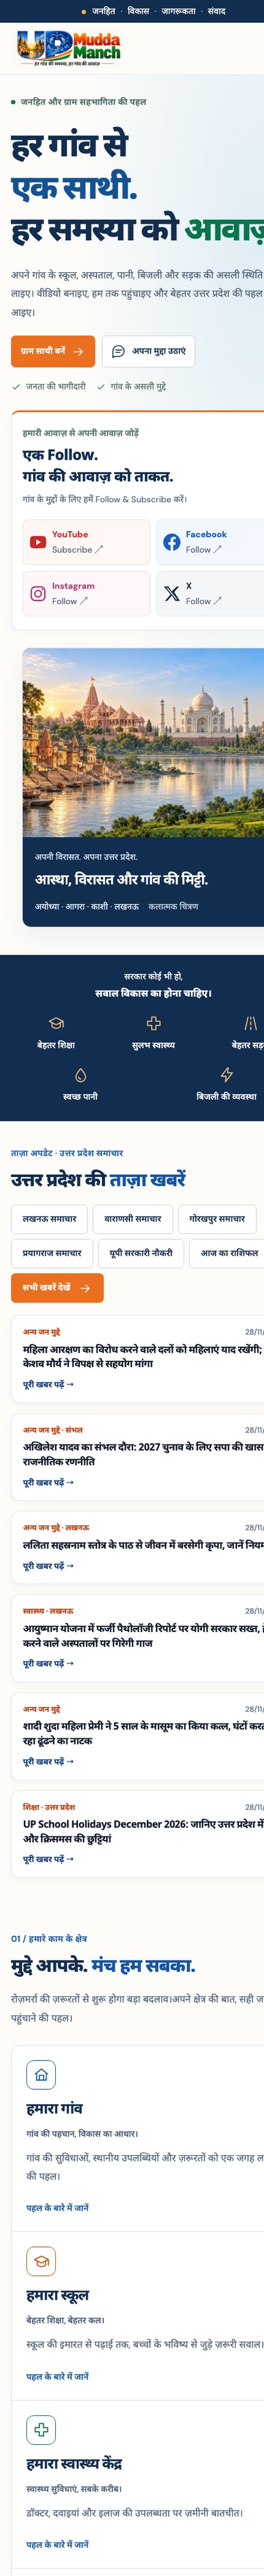 जनहित · विकास · जागरूकता · संवाद
UP Mudda
Manch
हर गांव से
एक साथी.
हर समस्या को
जनहित और ग्राम सहभागिता की पहल
अपने गांव के स्कूल, अस्पताल, पानी, बिजली और सड़क की असली स्थिति
लाइए। वीडियो बनाइए, हम तक पहुंचाइए और बेहतर उत्तर प्रदेश की पहल
आइए।
ग्राम साथी बनें →
अपना मुद्दा उठाएं
जनता की भागीदारी
गांव के असली मुद्दे
हमारी आवाज़ से अपनी आवाज़ जोड़ें
एक Follow.
गांव की आवाज़ को ताकत.
गांव के मुद्दों के लिए हमें Follow & Subscribe करें।
YouTube
Subscribe ↗
Facebook
Follow ↗
Instagram
Follow ↗
X
Follow ↗
अपनी विरासत. अपना उत्तर प्रदेश.
आस्था, विरासत और गांव की मिट्टी.
अयोध्या · आगरा · काशी · लखनऊ कलात्मक चित्रण
सरकार कोई भी हो,
सवाल विकास का होना चाहिए।
बेहतर शिक्षा
सुलभ स्वास्थ्य
बेहतर
स्वच्छ पानी
बिजली की व्यवस्था
ताज़ा अपडेट · उत्तर प्रदेश समाचार
उत्तर प्रदेश की ताज़ा खबरें
लखनऊ समाचार
वाराणसी समाचार
गोरखपुर समाचार
प्रयागराज समाचार
यूपी सरकारी नौकरी
आज का राशिफल
सभी खबरें देखें →
अन्य जन मुद्दे 28/11/
महिला आरक्षण का विरोध करने वाले दलों को महिलाएं याद रखेंगी;
केशव मौर्य ने विपक्ष से सहयोग मांगा
पूरी खबर पढ़ें →
अन्य जन मुद्दे · संभल 28/11/
अखिलेश यादव का संभल दौरा: 2027 चुनाव के लिए सपा की खास
राजनीतिक रणनीति
पूरी खबर पढ़ें →
अन्य जन मुद्दे · लखनऊ 28/11/
ललिता सहस्रनाम स्तोत्र के पाठ से जीवन में बरसेगी कृपा, जानें नियम
पूरी खबर पढ़ें →
स्वास्थ्य · लखनऊ 28/11/
आयुष्मान योजना में फर्जी पैथोलॉजी रिपोर्ट पर योगी सरकार सख्त,
करने वाले अस्पतालों पर गिरेगी गाज
पूरी खबर पढ़ें →
अन्य जन मुद्दे 28/11/
शादी शुदा महिला प्रेमी ने 5 साल के मासूम का किया कत्ल, घंटों
रहा ढूंढने का नाटक
पूरी खबर पढ़ें →
शिक्षा · उत्तर प्रदेश 28/11/
UP School Holidays December 2026: जानिए उत्तर प्रदेश में
और क्रिसमस की छुट्टियां
पूरी खबर पढ़ें →
01 / हमारे काम के क्षेत्र
मुद्दे आपके. मंच हम सबका.
रोज़मर्रा की ज़रूरतों से शुरू होगा बड़ा बदलाव।अपने क्षेत्र की बात, सही
पहुंचाने की पहल।
हमारा गांव
गांव की पहचान, विकास का आधार।
गांव की सुविधाओं, स्थानीय उपलब्धियों और ज़रूरतों को एक जगह
की पहल।
पहल के बारे में जानें
हमारा स्कूल
बेहतर शिक्षा, बेहतर कल।
स्कूल की इमारत से पढ़ाई तक, बच्चों के भविष्य से जुड़े ज़रूरी सवाल।
पहल के बारे में जानें
हमारा स्वास्थ्य केंद्र
स्वास्थ्य सुविधाएं, सबके करीब।
डॉक्टर, दवाइयां और इलाज की उपलब्धता पर ज़मीनी बातचीत।
पहल के बारे में जानें